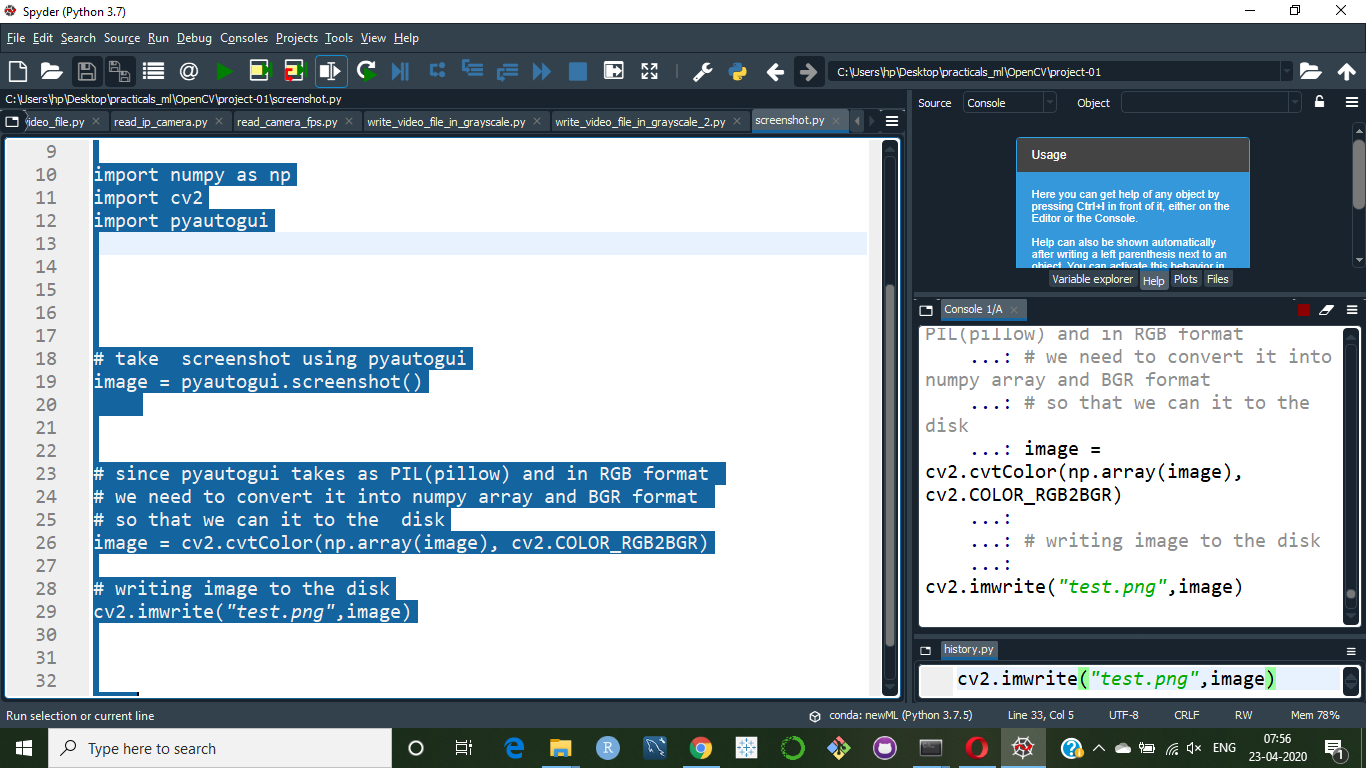 Spyder (Python 3.7)
File Edit Search Source Run Debug Consoles Projects Tools View Help
C:\Users\hp\Desktop\practicals_ml\OpenCV\project-01
C:\Users\hp\Desktop\practicals_ml\OpenCV\project-01\screenshot.py
video_file.py read_ip_camera.py read_camera_fps.py write_video_file_in_grayscale.py write_video_file_in_grayscale_2.py screenshot.py
9
10 import numpy as np
11 import cv2
12 import pyautogui
13
14
15
16
17
18 # take  screenshot using pyautogui
19 image = pyautogui.screenshot()
20
21
22
23 # since pyautogui takes as PIL(pillow) and in RGB format
24 # we need to convert it into numpy array and BGR format
25 # so that we can it to the  disk
26 image = cv2.cvtColor(np.array(image), cv2.COLOR_RGB2BGR)
27
28 # writing image to the disk
29 cv2.imwrite("test.png",image)
30
31
32
Source Console Object
Usage
Here you can get help of any object by
pressing Ctrl+I in front of it, either on the
Editor or the Console.
Help can also be shown automatically
after writing a left parenthesis next to an
object. You can activate this behavior in
Variable explorer Help Plots Files
Console 1/A
PIL(pillow) and in RGB format
...: # we need to convert it into
numpy array and BGR format
...: # so that we can it to the
disk
...: image =
cv2.cvtColor(np.array(image),
cv2.COLOR_RGB2BGR)
...:
...: # writing image to the disk
...:
cv2.imwrite("test.png",image)
history.py
cv2.imwrite("test.png",image)
Run selection or current line
conda: newML (Python 3.7.5) Line 33, Col 5 UTF-8 CRLF RW Mem 78%
Type here to search
ENG
07:56
23-04-2020
1